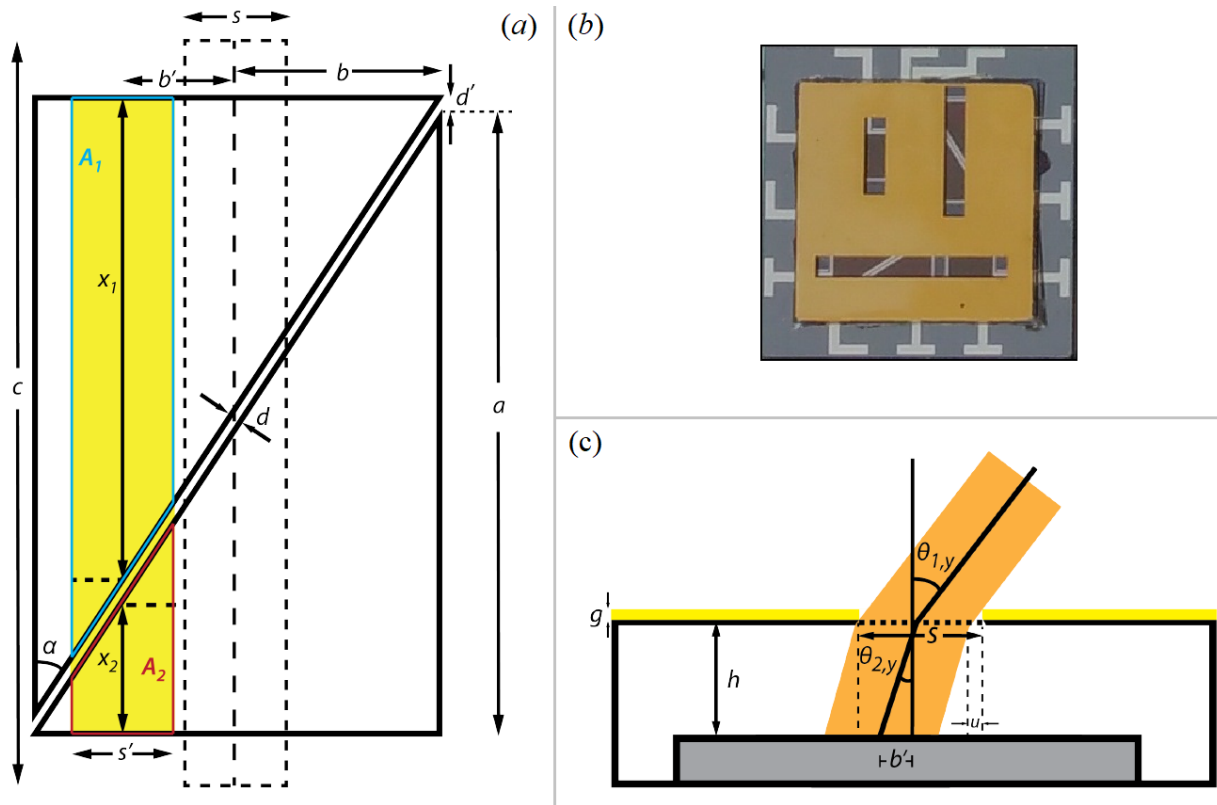 (a)
s
b'
b
d'
A₁
x₁
c
d
a
α
x₂
A₂
s'
(b)
(c)
θ₁,y
g
s
θ₂,y
h
u
b'